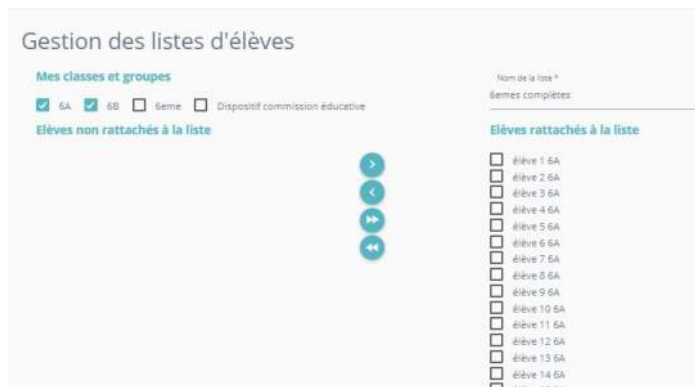 Gestion des listes d'élèves
Mes classes et groupes
6A 6B 6eme Dispositif commission éducative
Elèves non rattachés à la liste
Nom de la liste *
6emes complètes
Elèves rattachés à la liste
élève 1 6A
élève 2 6A
élève 3 6A
élève 4 6A
élève 5 6A
élève 6 6A
élève 7 6A
élève 8 6A
élève 9 6A
élève 10 6A
élève 11 6A
élève 12 6A
élève 13 6A
élève 14 6A